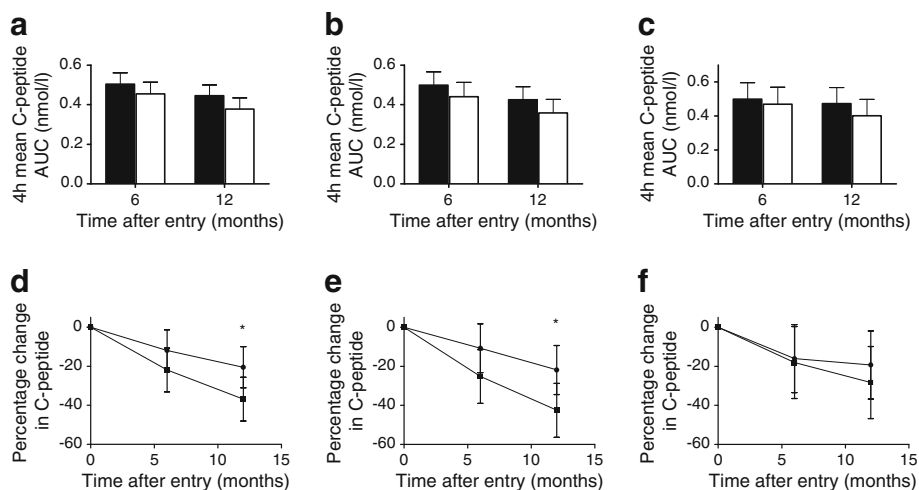 a
4h mean C-peptide
AUC (nmol/l)
0.6
0.4
0.2
0.0
6
12
Time after entry (months)
b
4h mean C-peptide
AUC (nmol/l)
0.6
0.4
0.2
0.0
6
12
Time after entry (months)
c
4h mean C-peptide
AUC (nmol/l)
0.6
0.4
0.2
0.0
6
12
Time after entry (months)
d
Percentage change
in C-peptide
0
-20
-40
-60
*
0
5
10
15
Time after entry (months)
e
Percentage change
in C-peptide
0
-20
-40
-60
*
0
5
10
15
Time after entry (months)
f
Percentage change
in C-peptide
0
-20
-40
-60
0
5
10
15
Time after entry (months)